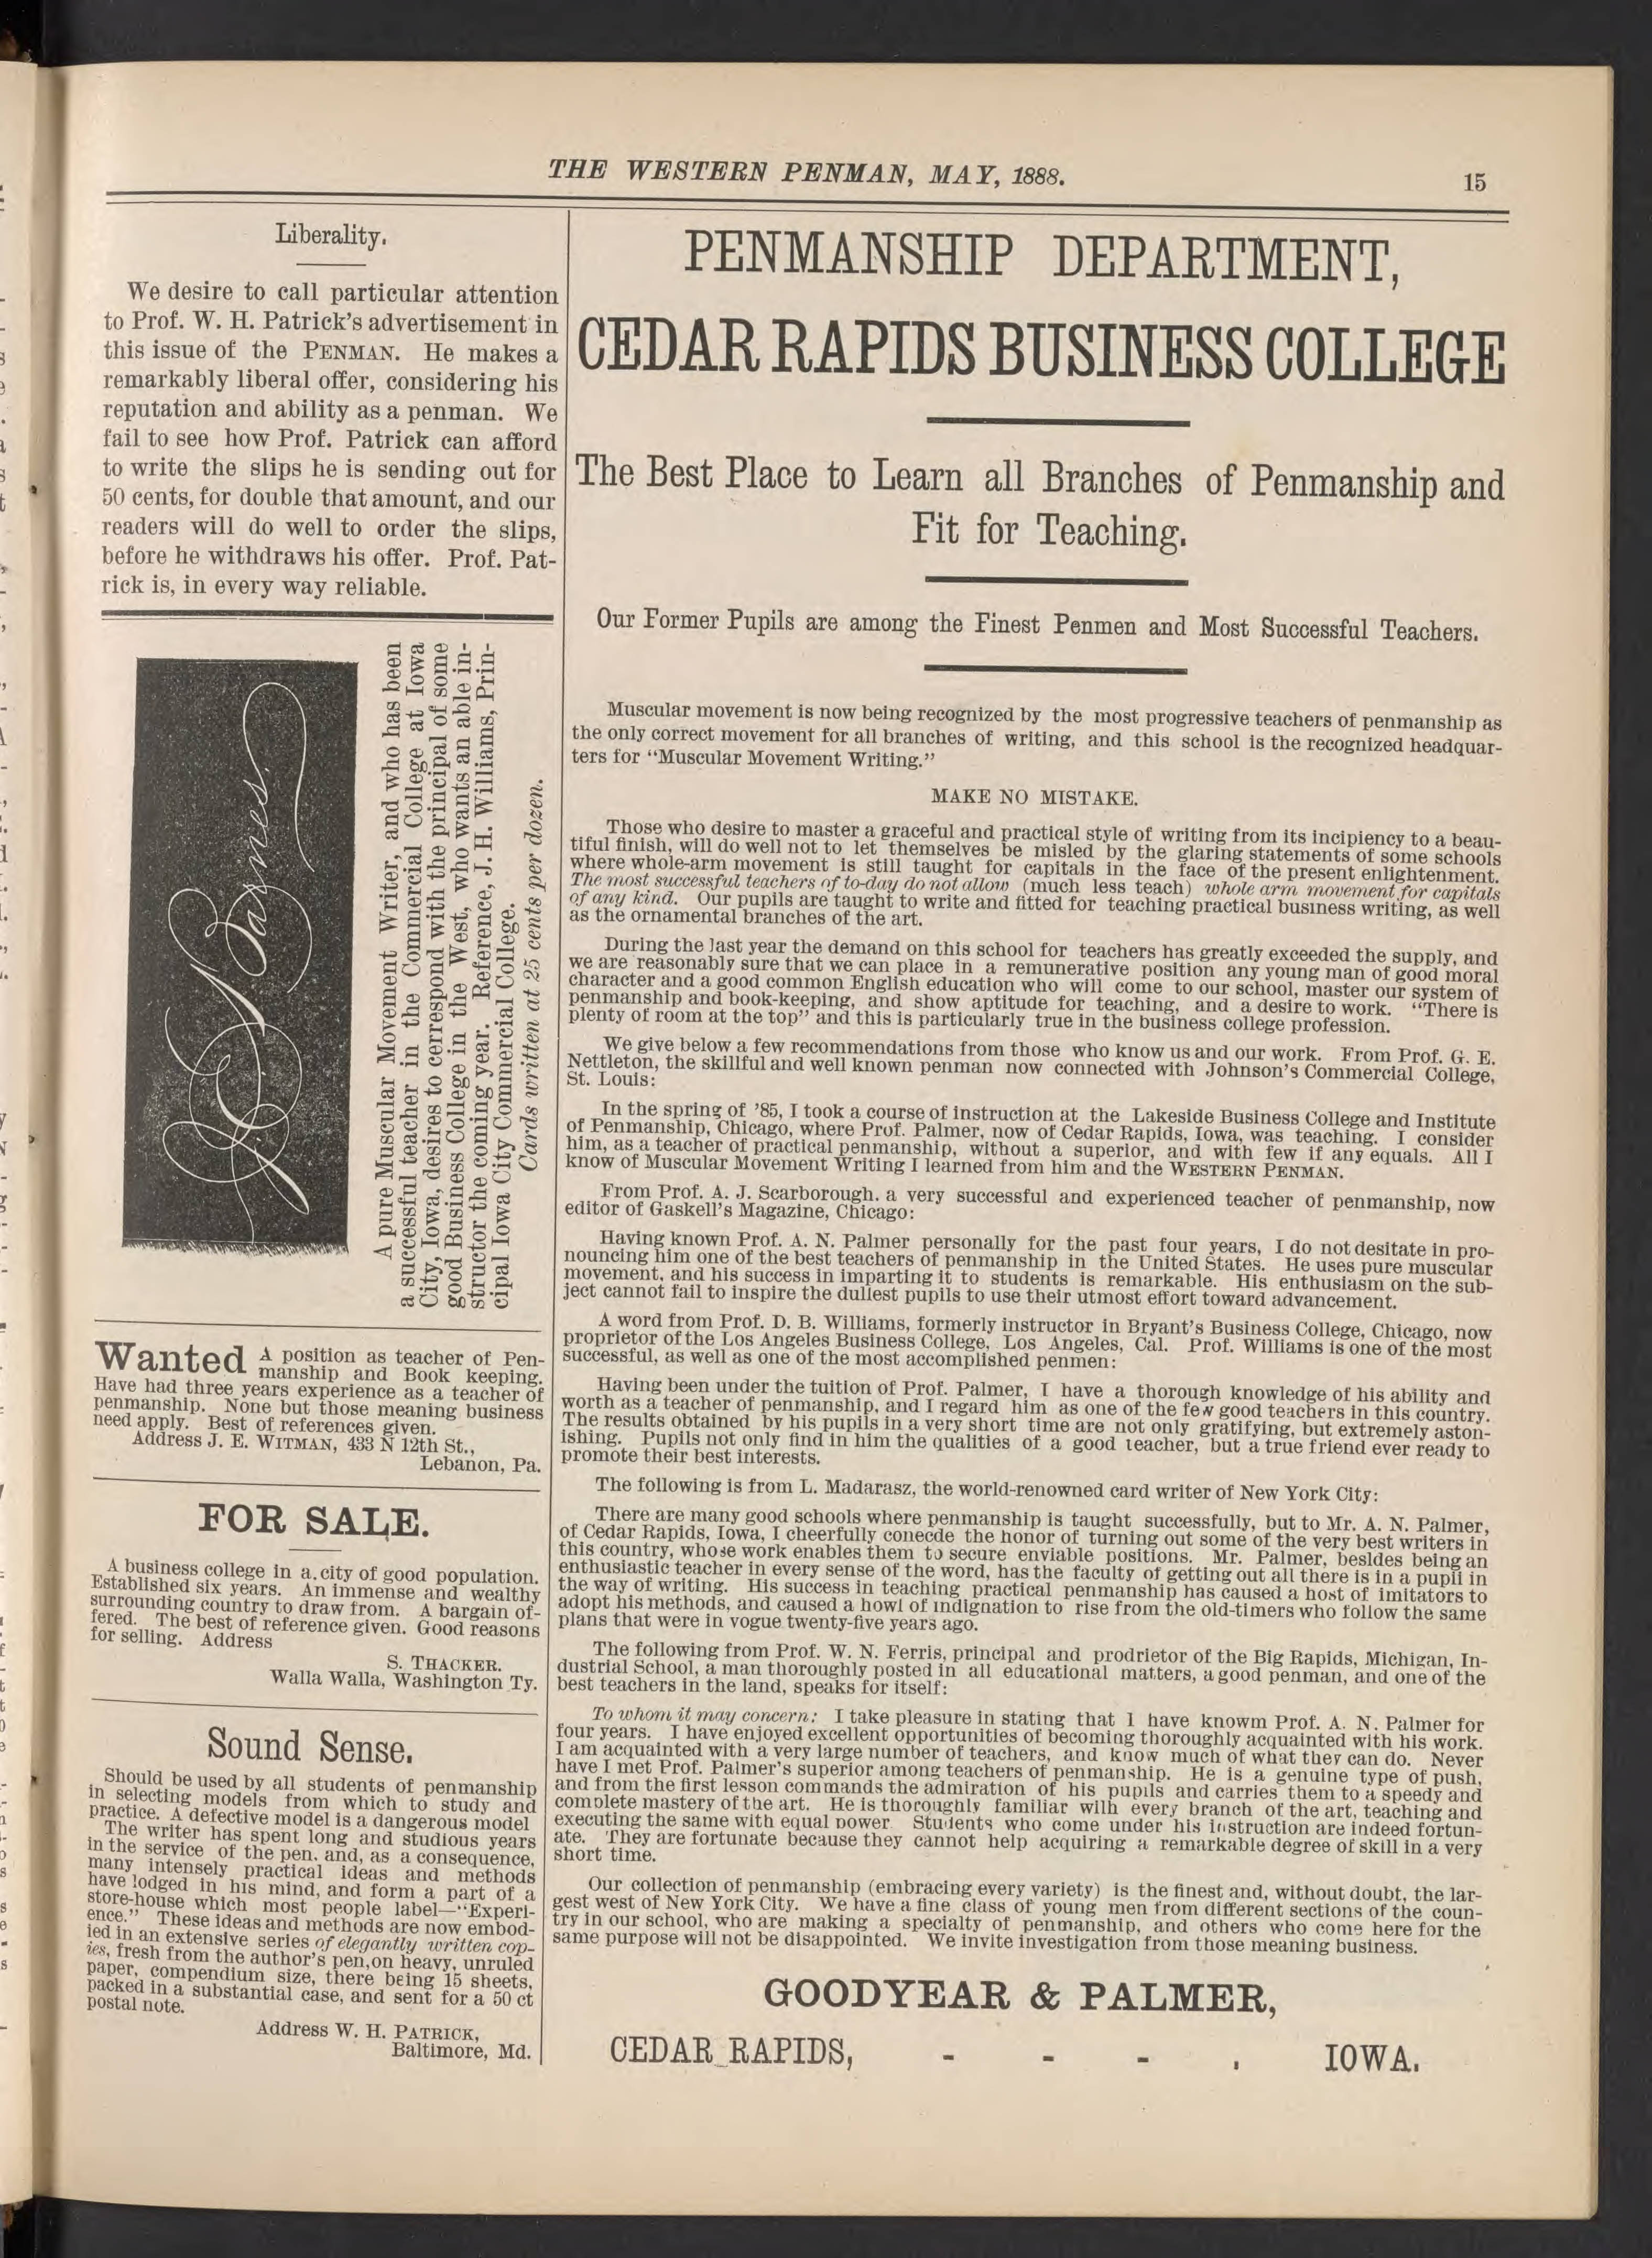 THE WESTERN PENMAN, MAY, 1888.
15
Liberality.
We desire to call particular attention
to Prof. W. H. Patrick's advertisement in
this issue of the PENMAN. He makes a
remarkably liberal offer, considering his
reputation and ability as a penman. We
fail to see how Prof. Patrick can afford
to write the slips he is sending out for
50 cents, for double that amount, and our
readers will do well to order the slips,
before he withdraws his offer. Prof. Pat-
rick is, in every way reliable.
Barnes.
A pure Muscular Movement Writer, and who has been
a successful teacher in the Commercial College at Iowa
City, Iowa, desires to correspond with the principal of some
good Business College in the West, who wants an able in-
structor the coming year. Reference, J. H. Williams, Prin-
cipal Iowa City Commercial College.
Cards written at 25 cents per dozen.
Wanted A position as teacher of Pen-
manship and Book keeping.
Have had three years experience as a teacher of
penmanship. None but those meaning business
need apply. Best of references given.
Address J. E. WITMAN, 433 N 12th St.,
Lebanon, Pa.
FOR SALE.
A business college in a city of good population.
Established six years. An immense and wealthy
surrounding country to draw from. A bargain of-
fered. The best of reference given. Good reasons
for selling. Address
S. THACKER.
Walla Walla, Washington Ty.
Sound Sense.
Should be used by all students of penmanship
in selecting models from which to study and
practice. A defective model is a dangerous model
The writer has spent long and studious years
in the service of the pen. and, as a consequence,
many intensely practical ideas and methods
have lodged in his mind, and form a part of a
store-house which most people label—"Experi-
ence." These ideas and methods are now embod-
ied in an extensive series of elegantly written cop-
ies, fresh from the author's pen, on heavy, unruled
paper, compendium size, there being 15 sheets,
packed in a substantial case, and sent for a 50 ct
postal note.
Address W. H. PATRICK,
Baltimore, Md.
PENMANSHIP DEPARTMENT,
CEDAR RAPIDS BUSINESS COLLEGE
The Best Place to Learn all Branches of Penmanship and
Fit for Teaching.
Our Former Pupils are among the Finest Penmen and Most Successful Teachers.
Muscular movement is now being recognized by the most progressive teachers of penmanship as
the only correct movement for all branches of writing, and this school is the recognized headquar-
ters for "Muscular Movement Writing."
MAKE NO MISTAKE.
Those who desire to master a graceful and practical style of writing from its incipiency to a beau-
tiful finish, will do well not to let themselves be misled by the glaring statements of some schools
where whole-arm movement is still taught for capitals in the face of the present enlightenment.
The most successful teachers of to-day do not allow (much less teach) whole arm movement for capitals
of any kind. Our pupils are taught to write and fitted for teaching practical business writing, as well
as the ornamental branches of the art.
During the last year the demand on this school for teachers has greatly exceeded the supply, and
we are reasonably sure that we can place in a remunerative position any young man of good moral
character and a good common English education who will come to our school, master our system of
penmanship and book-keeping, and show aptitude for teaching, and a desire to work. "There is
plenty of room at the top" and this is particularly true in the business college profession.
We give below a few recommendations from those who know us and our work. From Prof. G. E.
Nettleton, the skillful and well known penman now connected with Johnson's Commercial College,
St. Louis:
In the spring of '85, I took a course of instruction at the Lakeside Business College and Institute
of Penmanship, Chicago, where Prof. Palmer, now of Cedar Rapids, Iowa, was teaching. I consider
him, as a teacher of practical penmanship, without a superior, and with few if any equals. All I
know of Muscular Movement Writing I learned from him and the WESTERN PENMAN.
From Prof. A. J. Scarborough. a very successful and experienced teacher of penmanship, now
editor of Gaskell's Magazine, Chicago:
Having known Prof. A. N. Palmer personally for the past four years, I do not desitate in pro-
nouncing him one of the best teachers of penmanship in the United States. He uses pure muscular
movement, and his success in imparting it to students is remarkable. His enthusiasm on the sub-
ject cannot fail to inspire the dullest pupils to use their utmost effort toward advancement.
A word from Prof. D. B. Williams, formerly instructor in Bryant's Business College, Chicago, now
proprietor of the Los Angeles Business College, Los Angeles, Cal. Prof. Williams is one of the most
successful, as well as one of the most accomplished penmen:
Having been under the tuition of Prof. Palmer, I have a thorough knowledge of his ability and
worth as a teacher of penmanship, and I regard him as one of the few good teachers in this country.
The results obtained by his pupils in a very short time are not only gratifying, but extremely aston-
ishing. Pupils not only find in him the qualities of a good teacher, but a true friend ever ready to
promote their best interests.
The following is from L. Madarasz, the world-renowned card writer of New York City:
There are many good schools where penmanship is taught successfully, but to Mr. A. N. Palmer,
of Cedar Rapids, Iowa, I cheerfully conecde the honor of turning out some of the very best writers in
this country, whose work enables them to secure enviable positions. Mr. Palmer, besldes being an
enthusiastic teacher in every sense of the word, has the faculty of getting out all there is in a pupil in
the way of writing. His success in teaching practical penmanship has caused a host of imitators to
adopt his methods, and caused a howl of indignation to rise from the old-timers who follow the same
plans that were in vogue twenty-five years ago.
The following from Prof. W. N. Ferris, principal and prodrietor of the Big Rapids, Michigan, In-
dustrial School, a man thoroughly posted in all educational matters, a good penman, and one of the
best teachers in the land, speaks for itself:
To whom it may concern: I take pleasure in stating that I have knowm Prof. A. N. Palmer for
four years. I have enjoyed excellent opportunities of becoming thoroughly acquainted with his work.
I am acquainted with a very large number of teachers, and know much of what they can do. Never
have I met Prof. Palmer's superior among teachers of penmanship. He is a genuine type of push,
and from the first lesson commands the admiration of his pupils and carries them to a speedy and
complete mastery of the art. He is thoroughly familiar wilh every branch of the art, teaching and
executing the same with equal power. Students who come under his instruction are indeed fortun-
ate. They are fortunate because they cannot help acquiring a remarkable degree of skill in a very
short time.
Our collection of penmanship (embracing every variety) is the finest and, without doubt, the lar-
gest west of New York City. We have a fine class of young men from different sections of the coun-
try in our school, who are making a specialty of penmanship, and others who come here for the
same purpose will not be disappointed. We invite investigation from those meaning business.
GOODYEAR & PALMER,
CEDAR RAPIDS, - - - . IOWA.